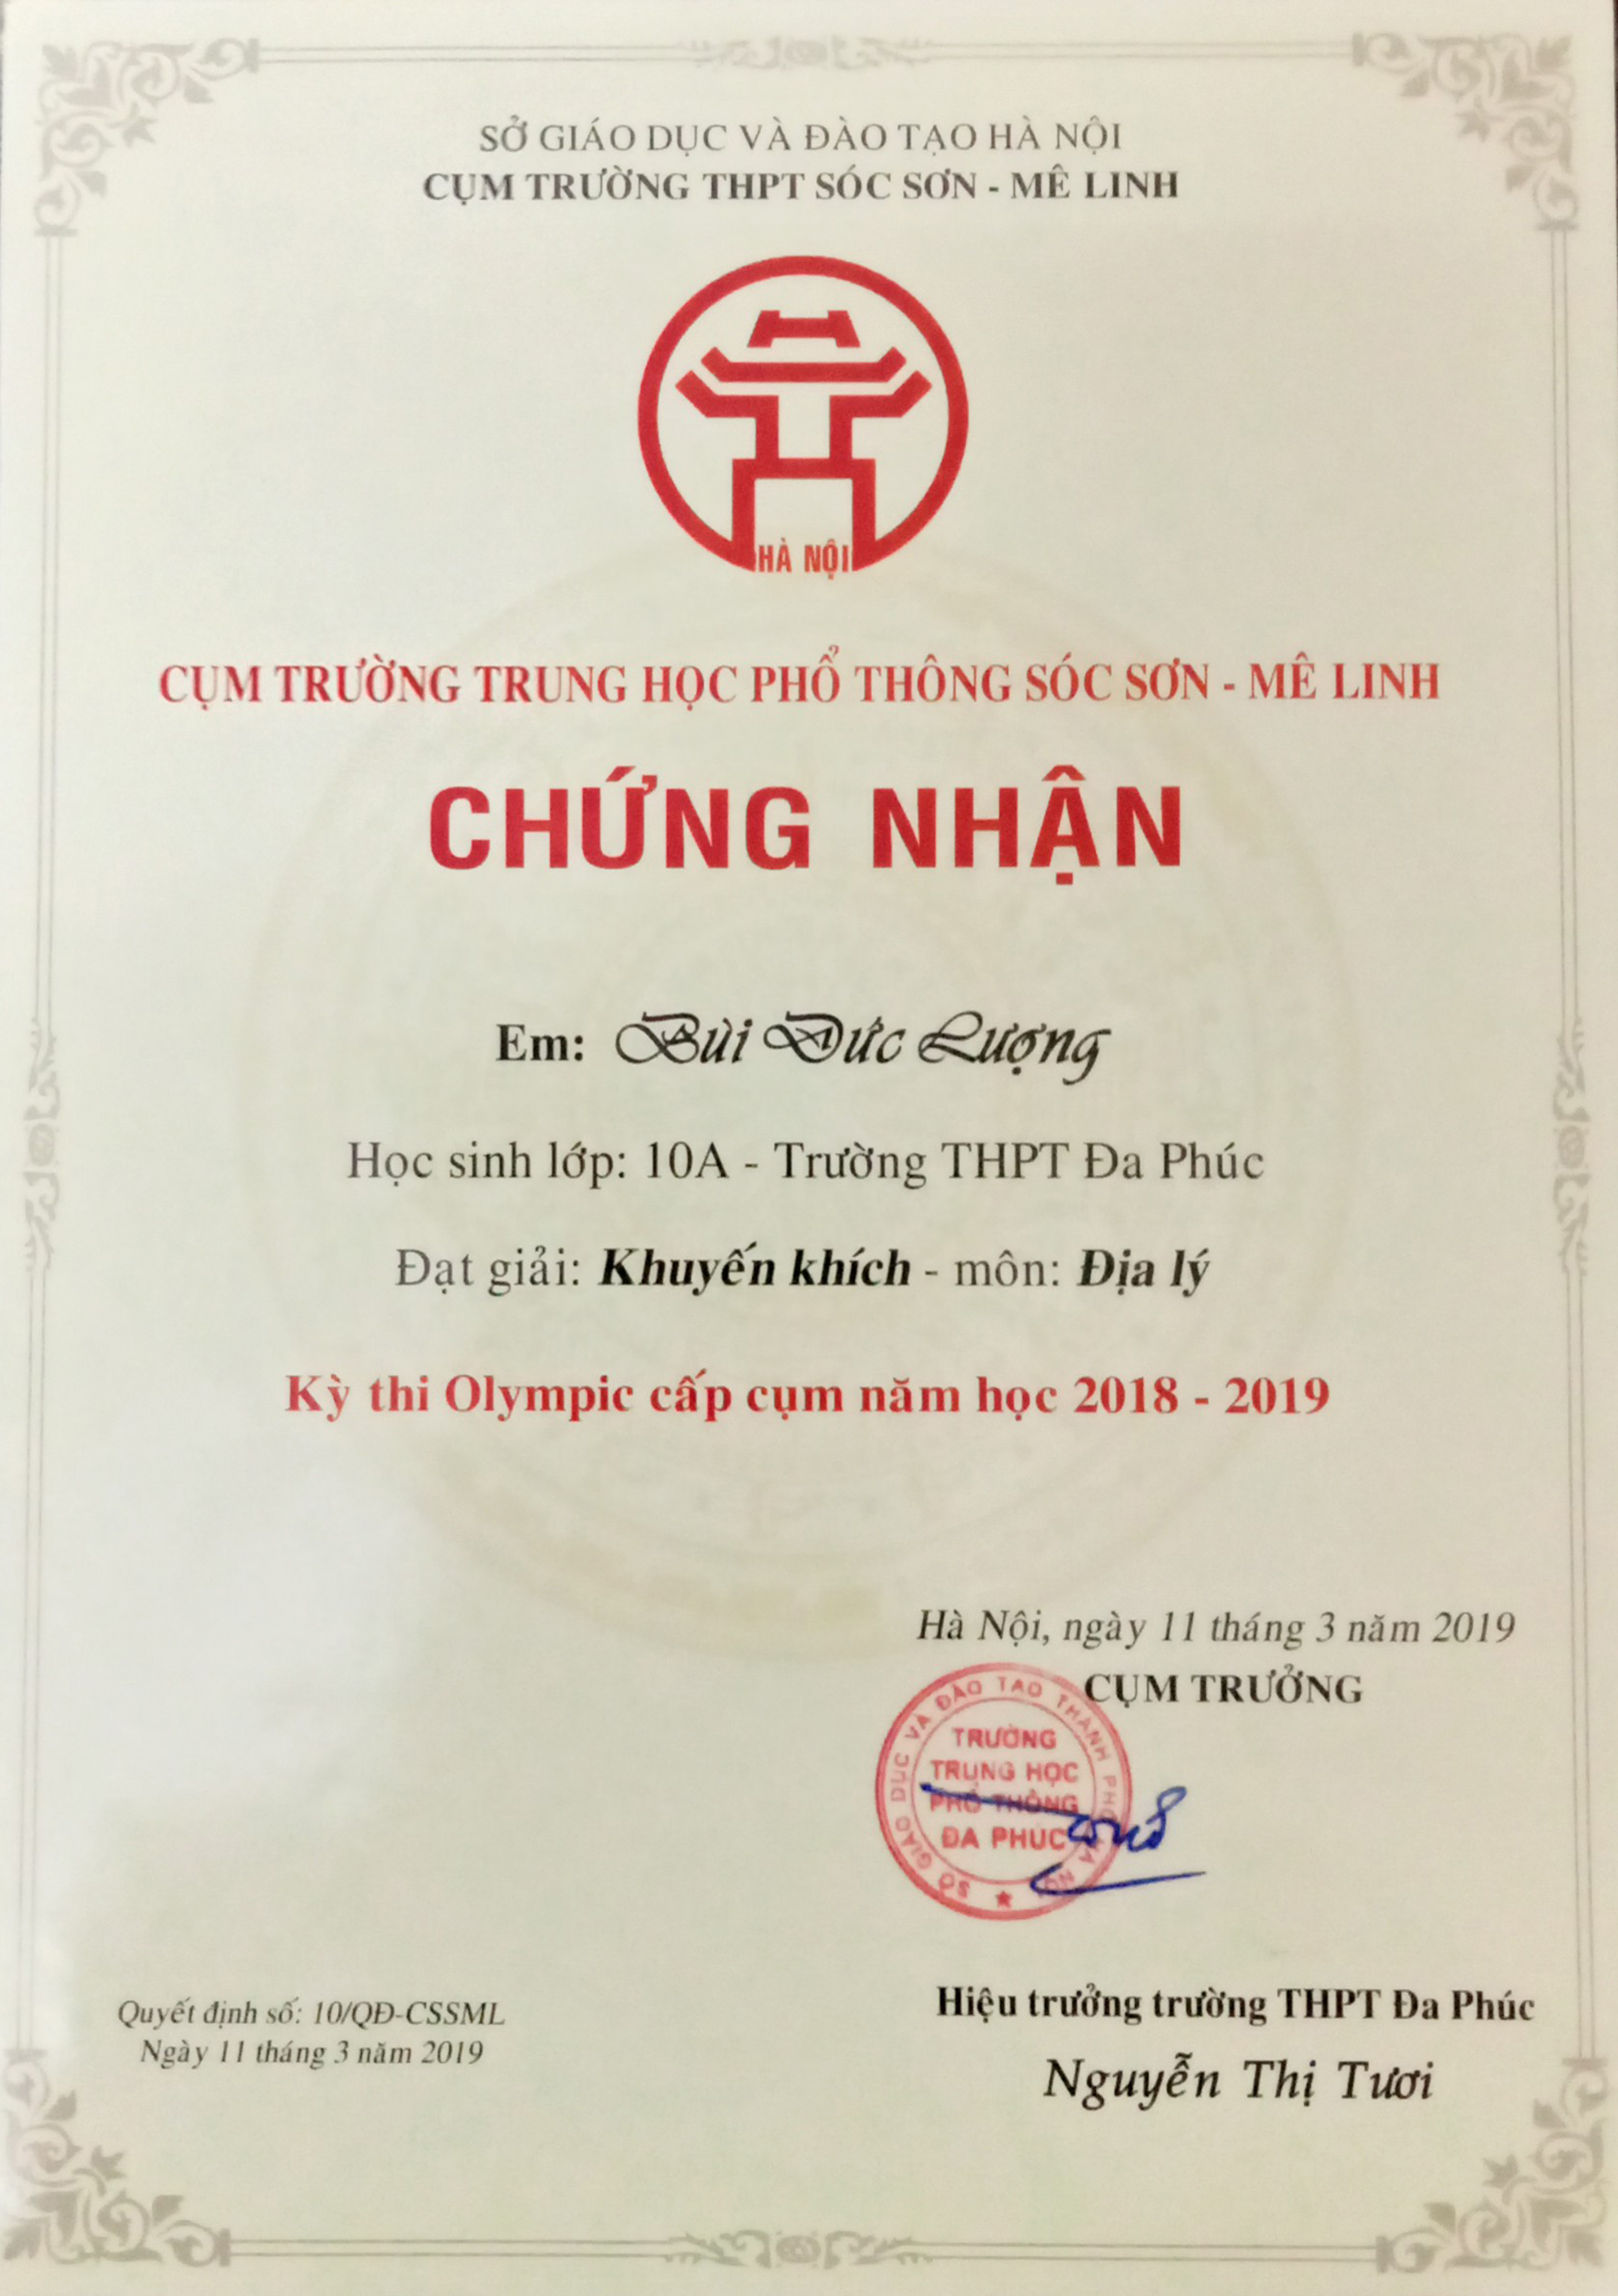 SỞ GIÁO DỤC VÀ ĐÀO TẠO HÀ NỘI
CỤM TRƯỜNG THPT SÓC SƠN - MÊ LINH
HÀ NỘI
CỤM TRƯỜNG TRUNG HỌC PHỔ THÔNG SÓC SƠN - MÊ LINH
CHỨNG NHẬN
Em: Bùi Đức Lượng
Học sinh lớp: 10A - Trường THPT Đa Phúc
Đạt giải: Khuyến khích - môn: Địa lý
Kỳ thi Olympic cấp cụm năm học 2018 - 2019
Hà Nội, ngày 11 tháng 3 năm 2019
CỤM TRƯỞNG
SỞ GIÁO DỤC VÀ ĐÀO TẠO THÀNH PHỐ HÀ NỘI
TRƯỜNG
TRUNG HỌC
PHỔ THÔNG
ĐA PHÚC
Hiệu trưởng trường THPT Đa Phúc
Nguyễn Thị Tươi
Quyết định số: 10/QĐ-CSSML
Ngày 11 tháng 3 năm 2019